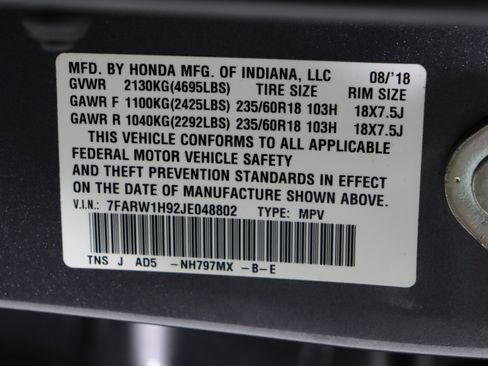 MFD. BY HONDA MFG. OF INDIANA, LLC 08/'18
GVWR 2130KG(4695LBS) TIRE SIZE RIM SIZE
GAWR F 1100KG(2425LBS) 235/60R18 103H 18X7.5J
GAWR R 1040KG(2292LBS) 235/60R18 103H 18X7.5J
THIS VEHICLE CONFORMS TO ALL APPLICABLE
FEDERAL MOTOR VEHICLE SAFETY
AND THEFT PREVENTION STANDARDS IN EFFECT
ON THE DATE OF MANUFACTURE SHOWN ABOVE.
V.I.N.: 7FARW1H92JE048802 TYPE: MPV
TNS J AD5 -NH797MX -B-E